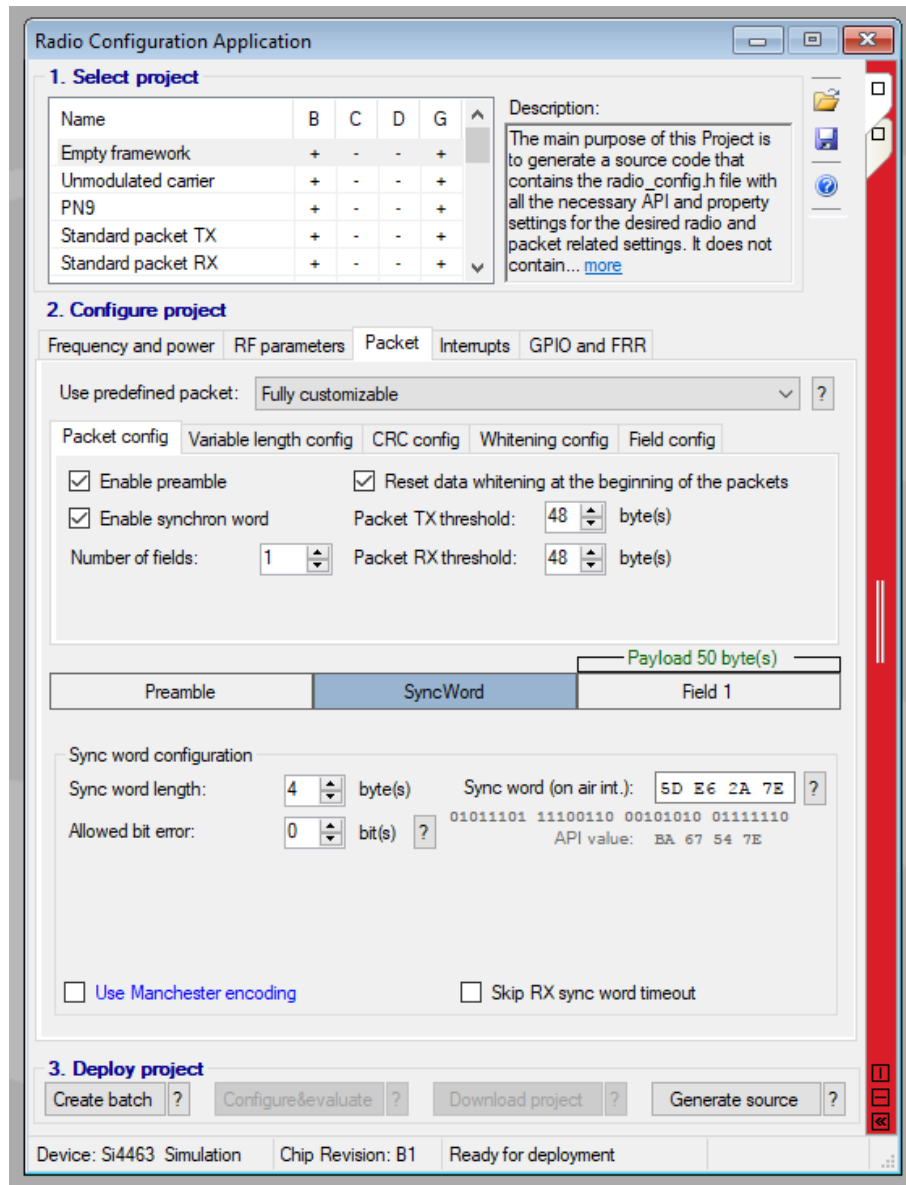 Radio Configuration Application
1. Select project
Name B C D G
Empty framework + - - +
Unmodulated carrier + - - +
PN9 + - - +
Standard packet TX + - - +
Standard packet RX + - - +
Description:
The main purpose of this Project is
to generate a source code that
contains the radio_config.h file with
all the necessary API and property
settings for the desired radio and
packet related settings. It does not
contain... more
2. Configure project
Frequency and power RF parameters Packet Interrupts GPIO and FRR
Use predefined packet: Fully customizable ?
Packet config Variable length config CRC config Whitening config Field config
Enable preamble Reset data whitening at the beginning of the packets
Enable synchron word Packet TX threshold: 48 byte(s)
Number of fields: 1 Packet RX threshold: 48 byte(s)
Payload 50 byte(s)
Preamble SyncWord Field 1
Sync word configuration
Sync word length: 4 byte(s) Sync word (on air int.): 5D E6 2A 7E ?
01011101 11100110 00101010 01111110
Allowed bit error: 0 bit(s) ? API value: BA 67 54 7E
Use Manchester encoding Skip RX sync word timeout
3. Deploy project
Create batch ? Configure&evaluate ? Download project ? Generate source ?
Device: Si4463 Simulation Chip Revision: B1 Ready for deployment